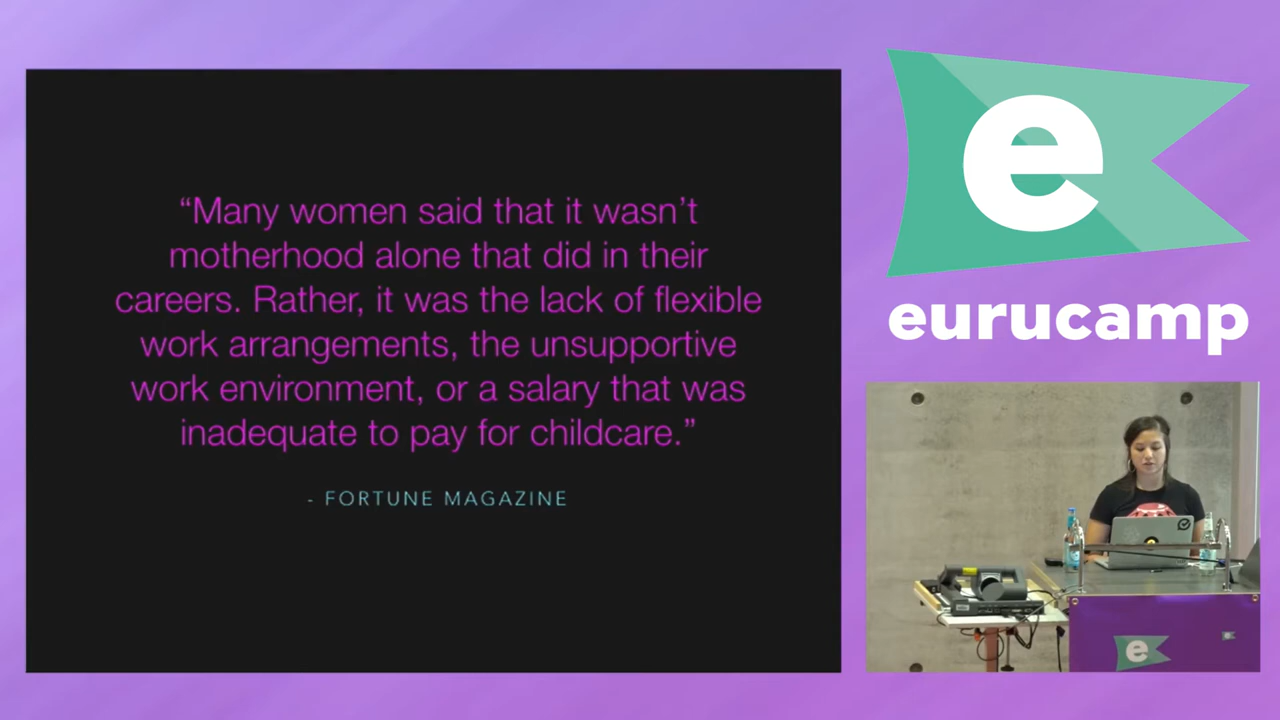 “Many women said that it wasn’t
motherhood alone that did in their
careers. Rather, it was the lack of flexible
work arrangements, the unsupportive
work environment, or a salary that was
inadequate to pay for childcare.”
- FORTUNE MAGAZINE
e
eurucamp
e